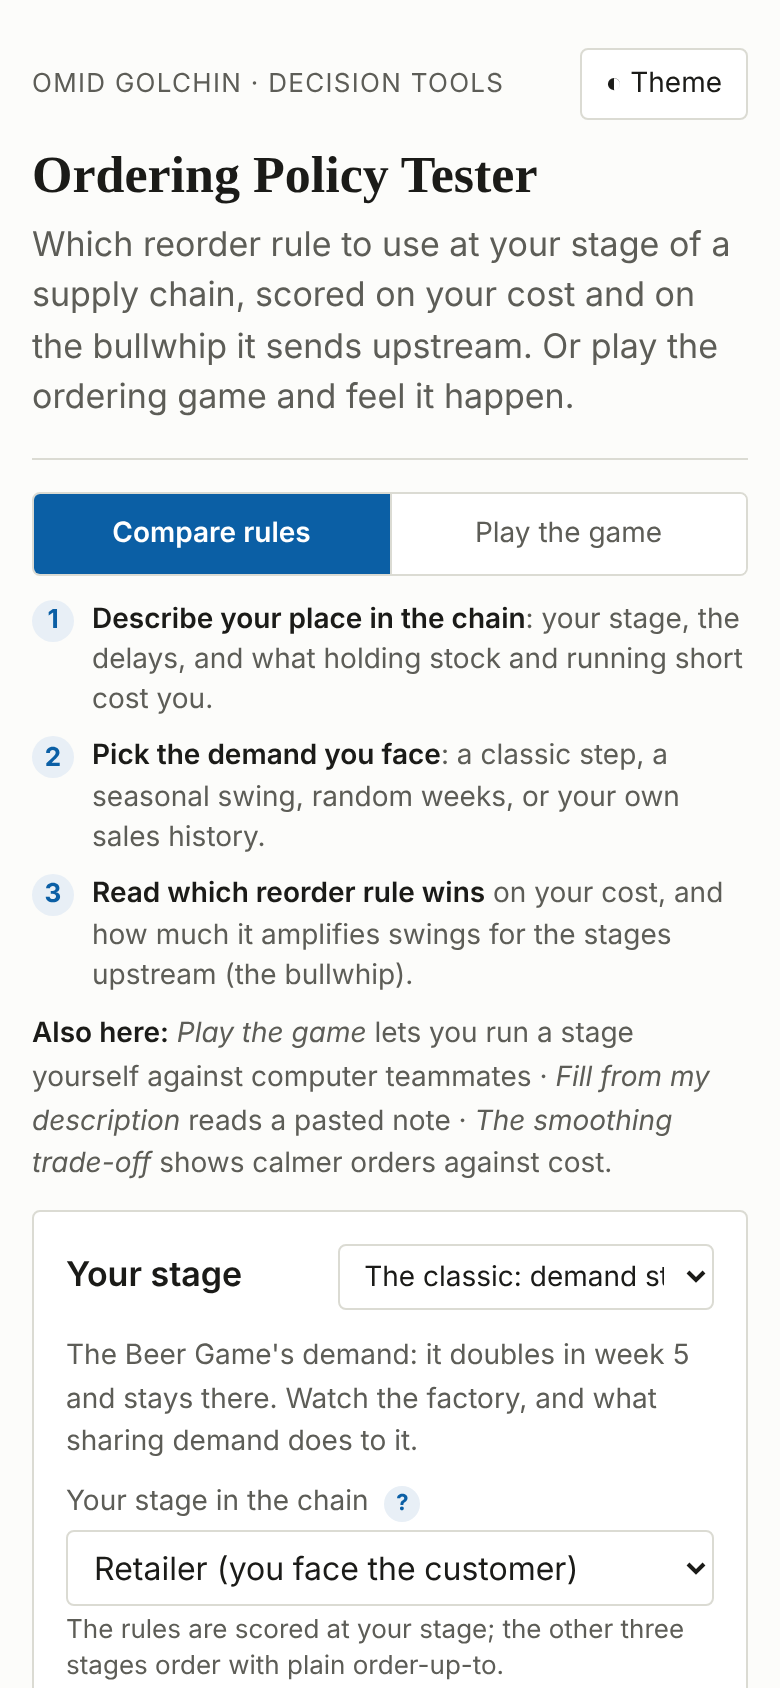 OMID GOLCHIN · DECISION TOOLS
Theme
Ordering Policy Tester
Which reorder rule to use at your stage of a
supply chain, scored on your cost and on
the bullwhip it sends upstream. Or play the
ordering game and feel it happen.
Compare rules
Play the game
1 Describe your place in the chain: your stage, the
delays, and what holding stock and running short
cost you.
2 Pick the demand you face: a classic step, a
seasonal swing, random weeks, or your own
sales history.
3 Read which reorder rule wins on your cost, and
how much it amplifies swings for the stages
upstream (the bullwhip).
Also here: Play the game lets you run a stage
yourself against computer teammates · Fill from my
description reads a pasted note · The smoothing
trade-off shows calmer orders against cost.
Your stage
The classic: demand st
The Beer Game's demand: it doubles in week 5
and stays there. Watch the factory, and what
sharing demand does to it.
Your stage in the chain ?
Retailer (you face the customer)
The rules are scored at your stage; the other three
stages order with plain order-up-to.